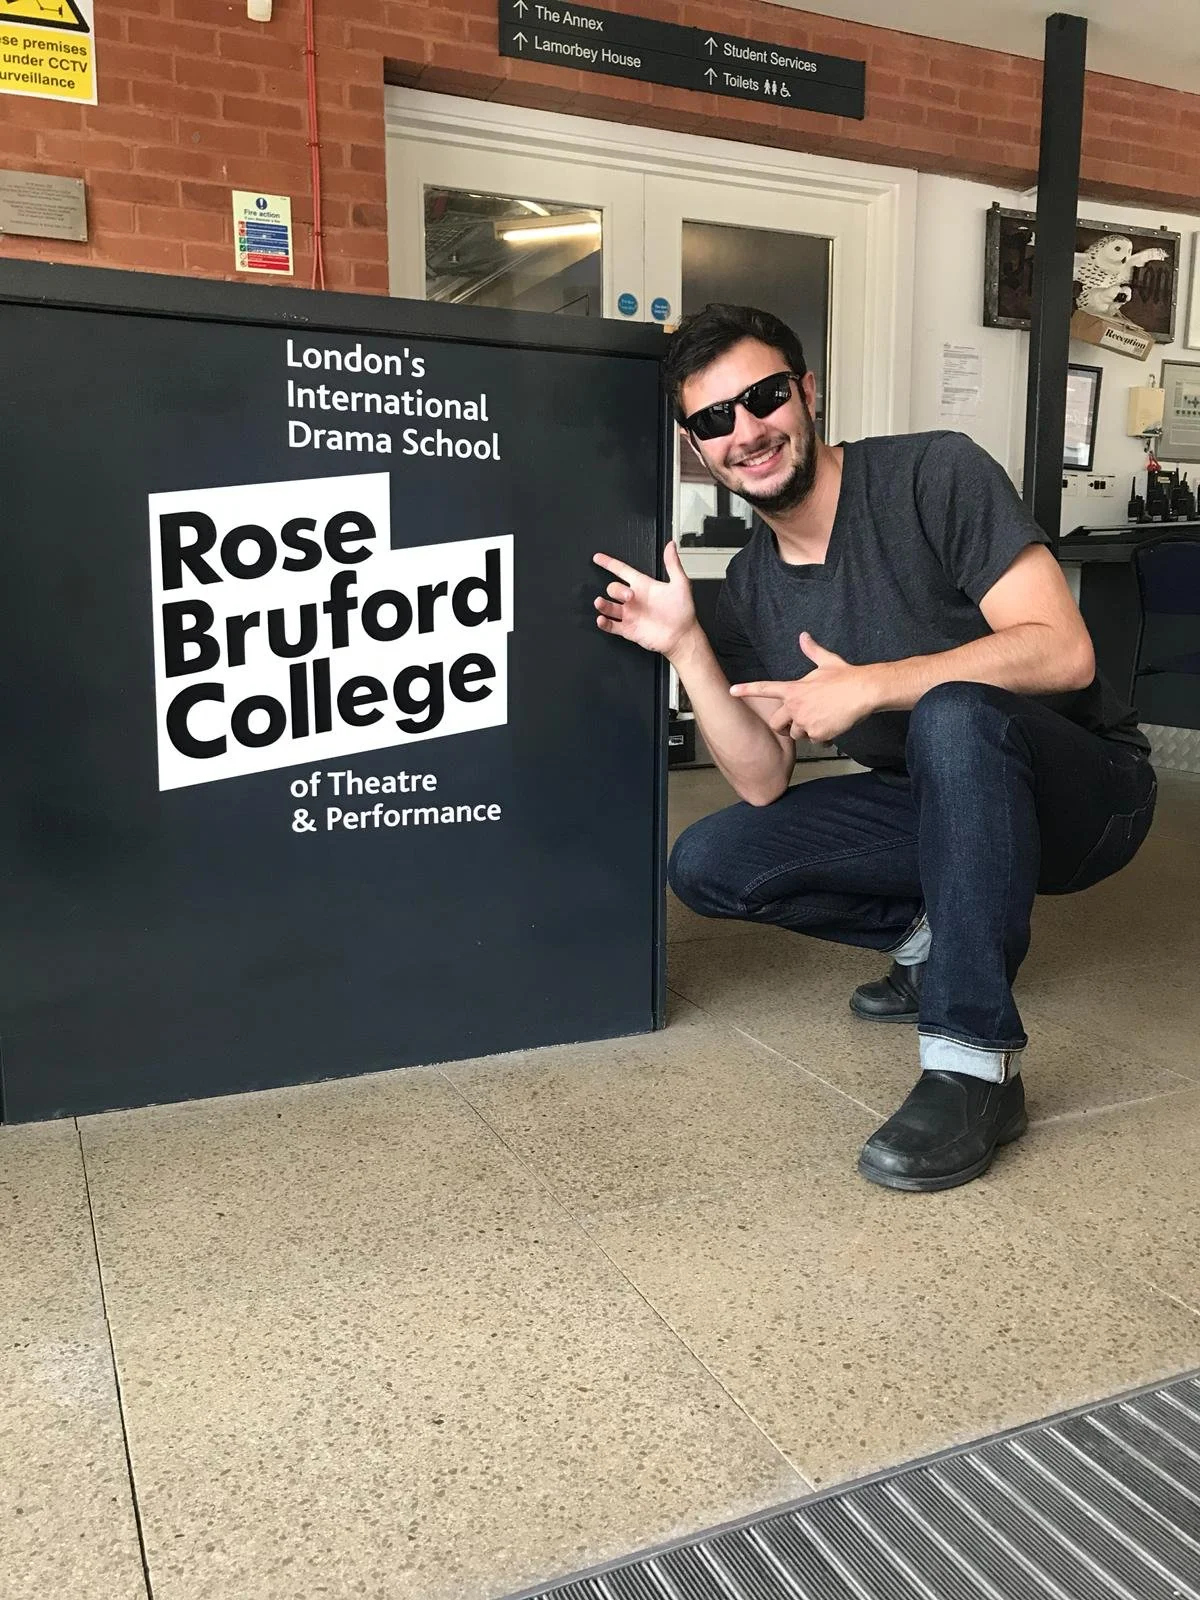 ese premises
under CCTV
urveillance
↑ The Annex
↑ Lamorbey House
↑ Student Services
↑ Toilets
Fire action
London's
International
Drama School
Rose
Bruford
College
of Theatre
& Performance
Reception